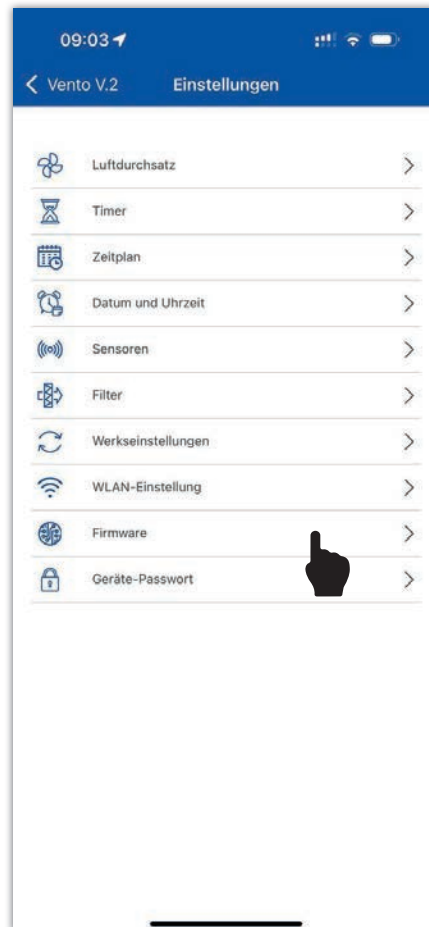 09:03
Vento V.2 Einstellungen
Luftdurchsatz
Timer
Zeitplan
Datum und Uhrzeit
Sensoren
Filter
Werkseinstellungen
WLAN-Einstellung
Firmware
Geräte-Passwort